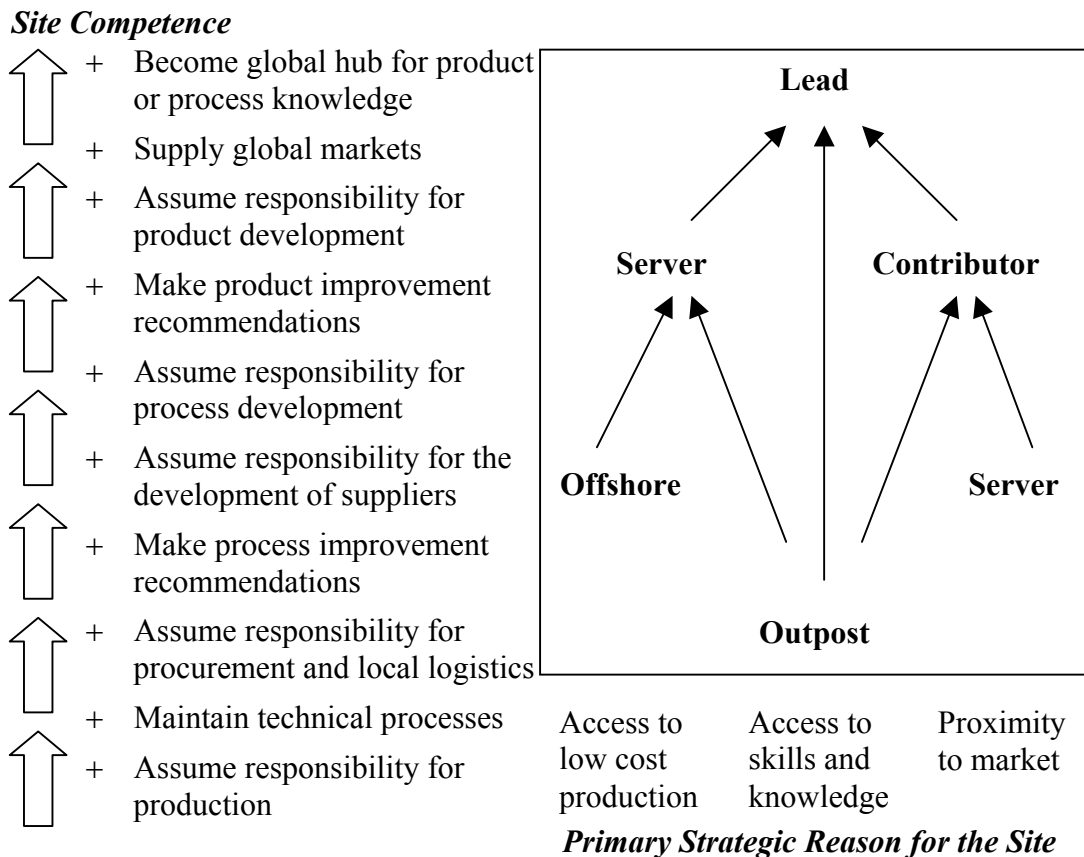 Site Competence
+ Become global hub for product
or process knowledge
+ Supply global markets
+ Assume responsibility for
product development
+ Make product improvement
recommendations
+ Assume responsibility for
process development
+ Assume responsibility for the
development of suppliers
+ Make process improvement
recommendations
+ Assume responsibility for
procurement and local logistics
+ Maintain technical processes
+ Assume responsibility for
production
Lead
Server
Contributor
Offshore
Server
Outpost
Access to
low cost
production
Access to
skills and
knowledge
Proximity
to market
Primary Strategic Reason for the Site